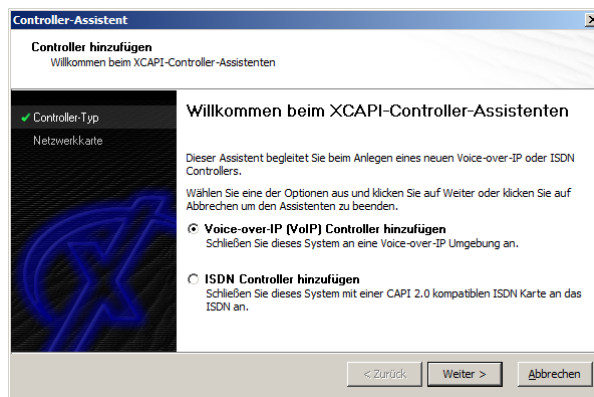 Controller-Assistent
Controller hinzufügen
Willkommen beim XCAPI-Controller-Assistenten
Controller-Typ
Netzwerkkarte
Willkommen beim XCAPI-Controller-Assistenten
Dieser Assistent begleitet Sie beim Anlegen eines neuen Voice-over-IP oder ISDN
Controllers.
Wählen Sie eine der Optionen aus und klicken Sie auf Weiter oder klicken Sie auf
Abbrechen um den Assistenten zu beenden.
Voice-over-IP (VoIP) Controller hinzufügen
Schließen Sie dieses System an eine Voice-over-IP Umgebung an.
ISDN Controller hinzufügen
Schließen Sie dieses System mit einer CAPI 2.0 kompatiblen ISDN Karte an das
ISDN an.
< Zurück
Weiter >
Abbrechen